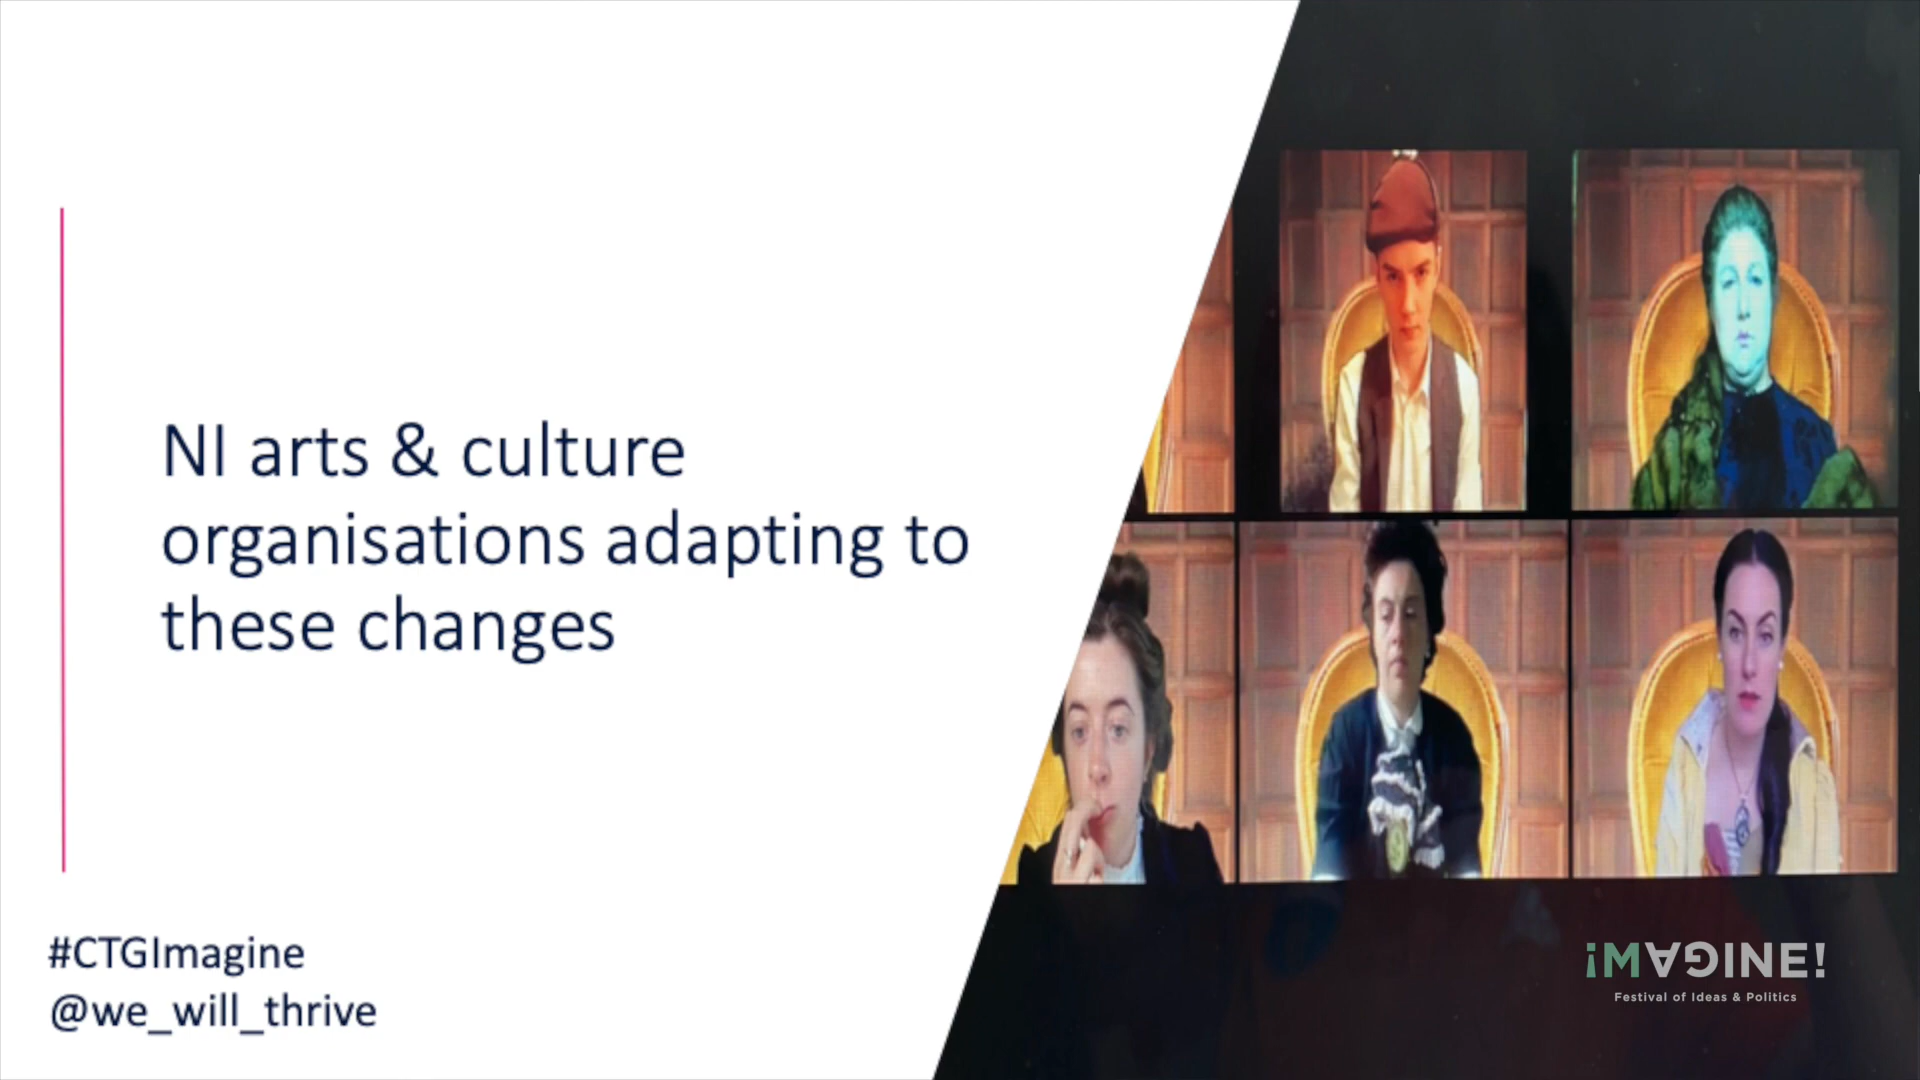 NI arts & culture
organisations adapting to
these changes
#CTGImagine
@we_will_thrive
¡MAGINE!
Festival of Ideas & Politics